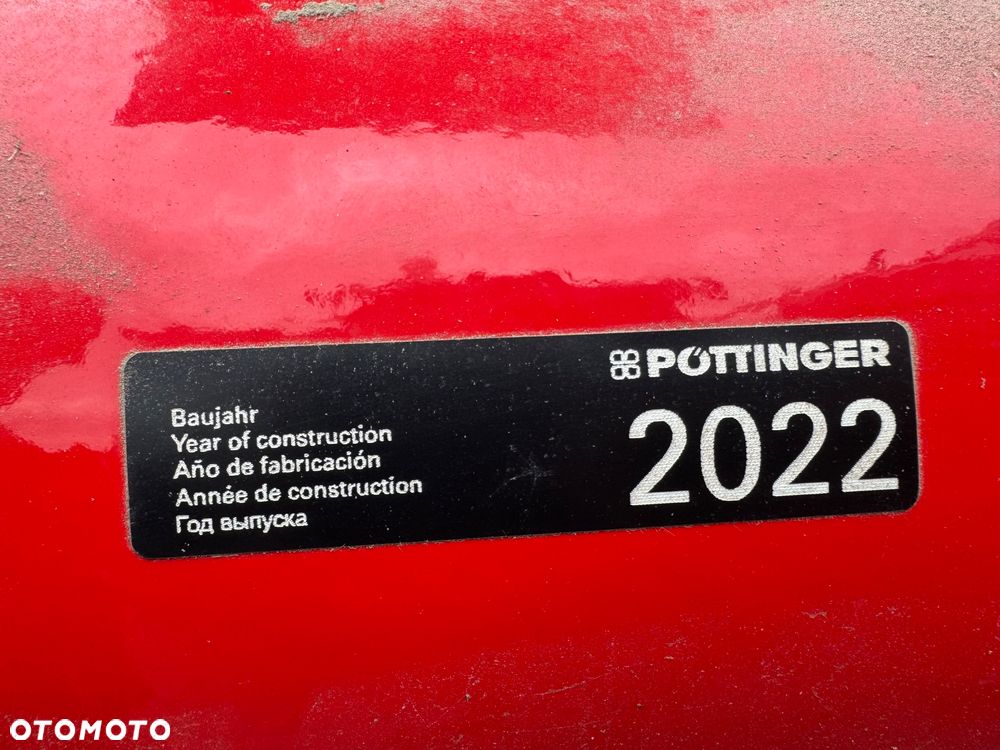 PÖTTINGER
2022
Baujahr
Year of construction
Año de fabricación
Année de construction
Год выпуска
OTOMOTO